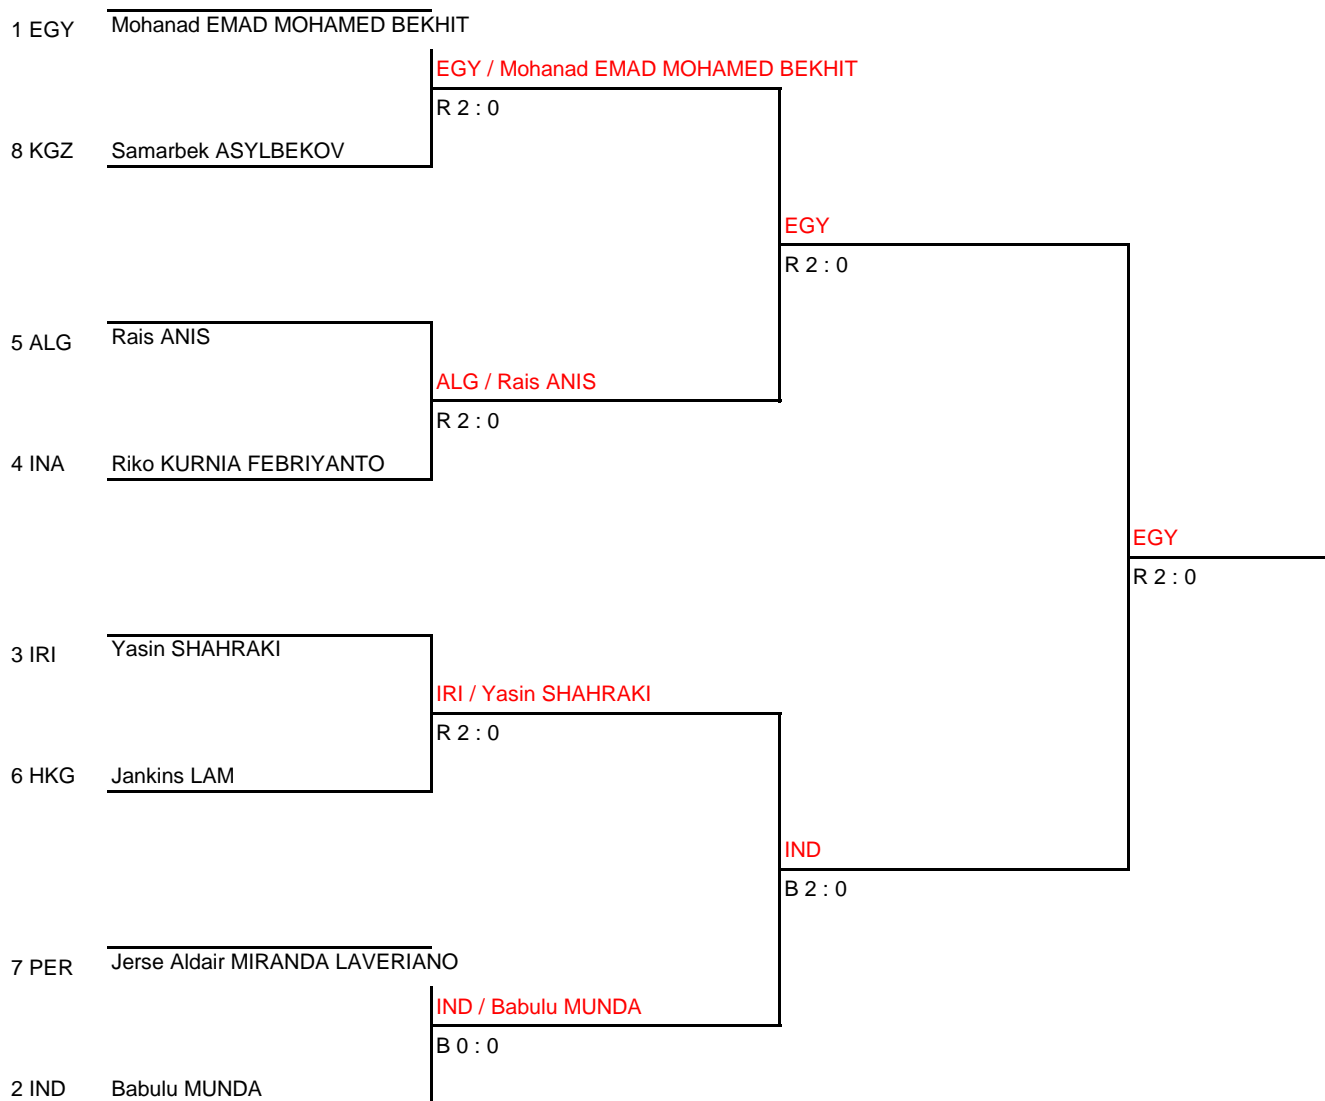 1 EGY Mohanad EMAD MOHAMED BEKHIT
EGY / Mohanad EMAD MOHAMED BEKHIT
R 2 : 0
8 KGZ Samarbek ASYLBEKOV
EGY
R 2 : 0
5 ALG Rais ANIS
ALG / Rais ANIS
R 2 : 0
4 INA Riko KURNIA FEBRIYANTO
EGY
R 2 : 0
3 IRI Yasin SHAHRAKI
IRI / Yasin SHAHRAKI
R 2 : 0
6 HKG Jankins LAM
IND
B 2 : 0
7 PER Jerse Aldair MIRANDA LAVERIANO
IND / Babulu MUNDA
B 0 : 0
2 IND Babulu MUNDA